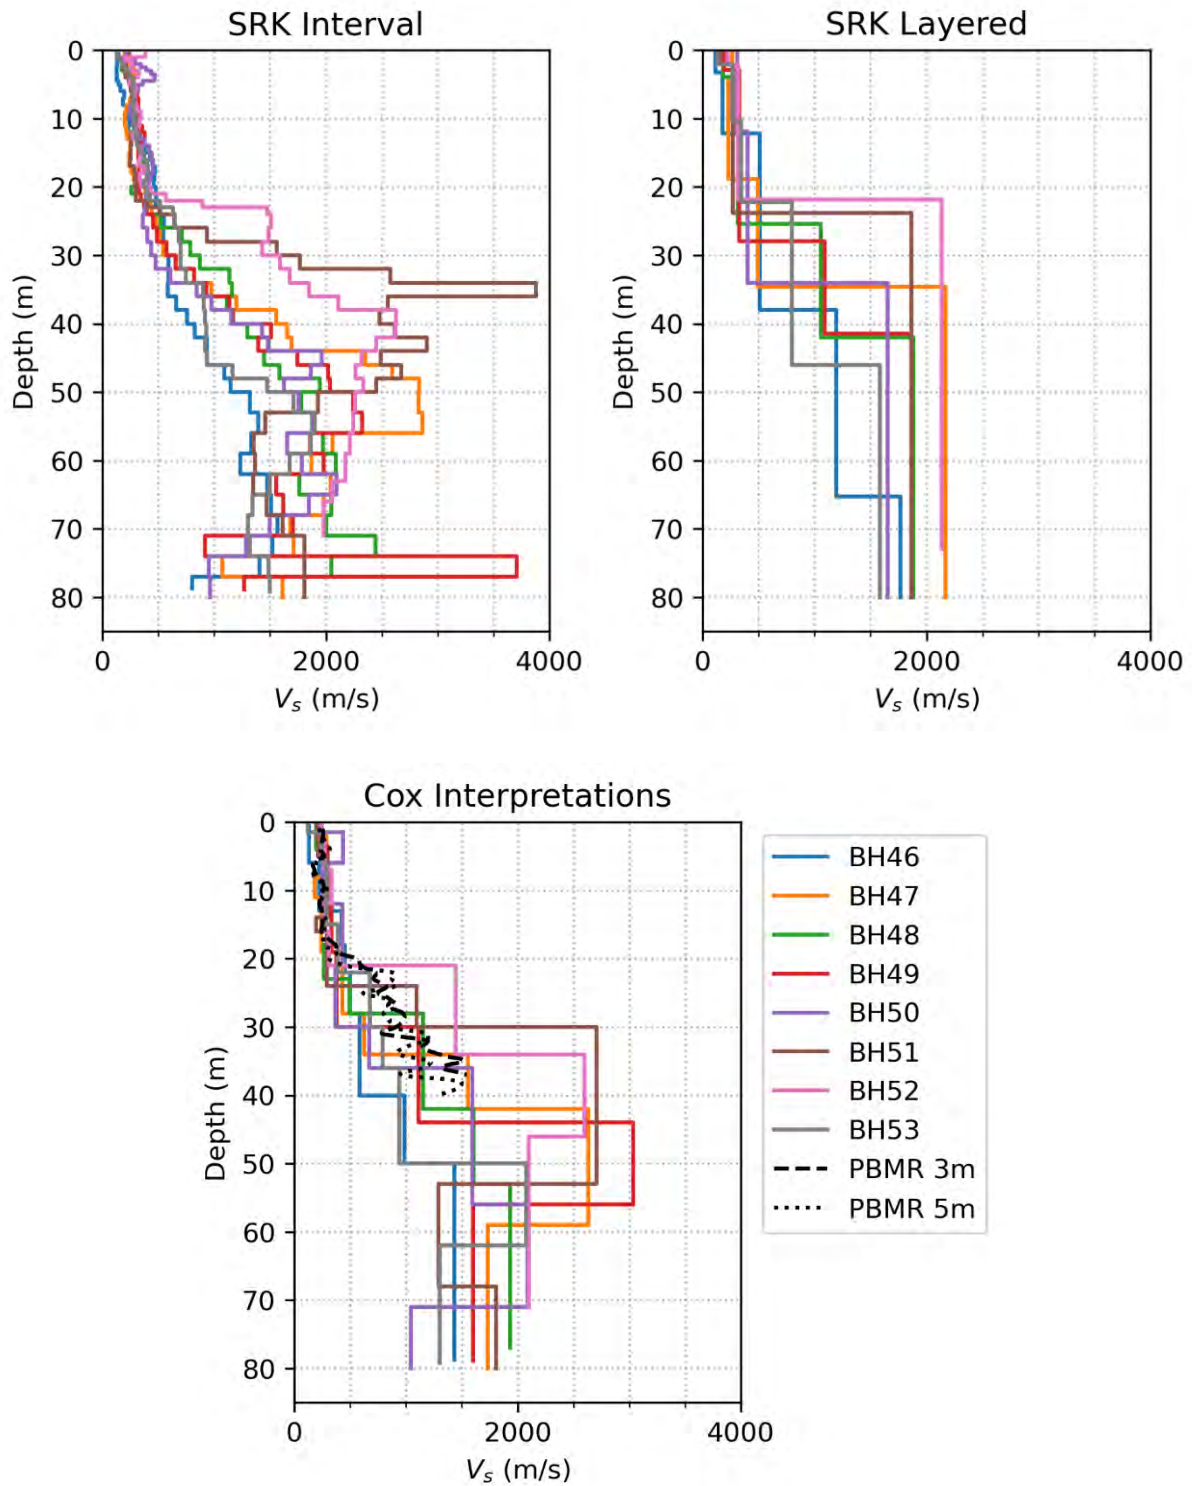 SRK Interval
0
10
20
30
40
50
60
70
80
Depth (m)
0
2000
4000
Vs (m/s)
SRK Layered
0
10
20
30
40
50
60
70
80
Depth (m)
0
2000
4000
Vs (m/s)
Cox Interpretations
0
10
20
30
40
50
60
70
80
Depth (m)
0
2000
4000
Vs (m/s)
BH46
BH47
BH48
BH49
BH50
BH51
BH52
BH53
PBMR 3m
PBMR 5m